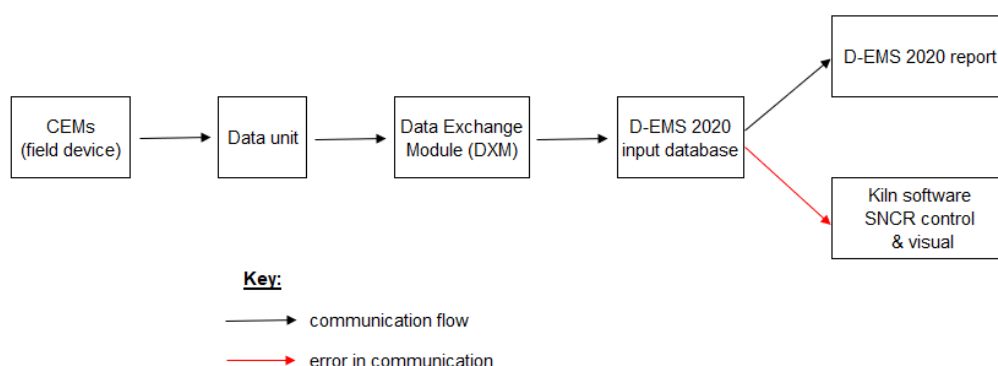 CEMs
(field device)
Data unit
Data Exchange
Module (DXM)
D-EMS 2020
input database
D-EMS 2020 report
Kiln software
SNCR control
& visual
Key:
communication flow
error in communication